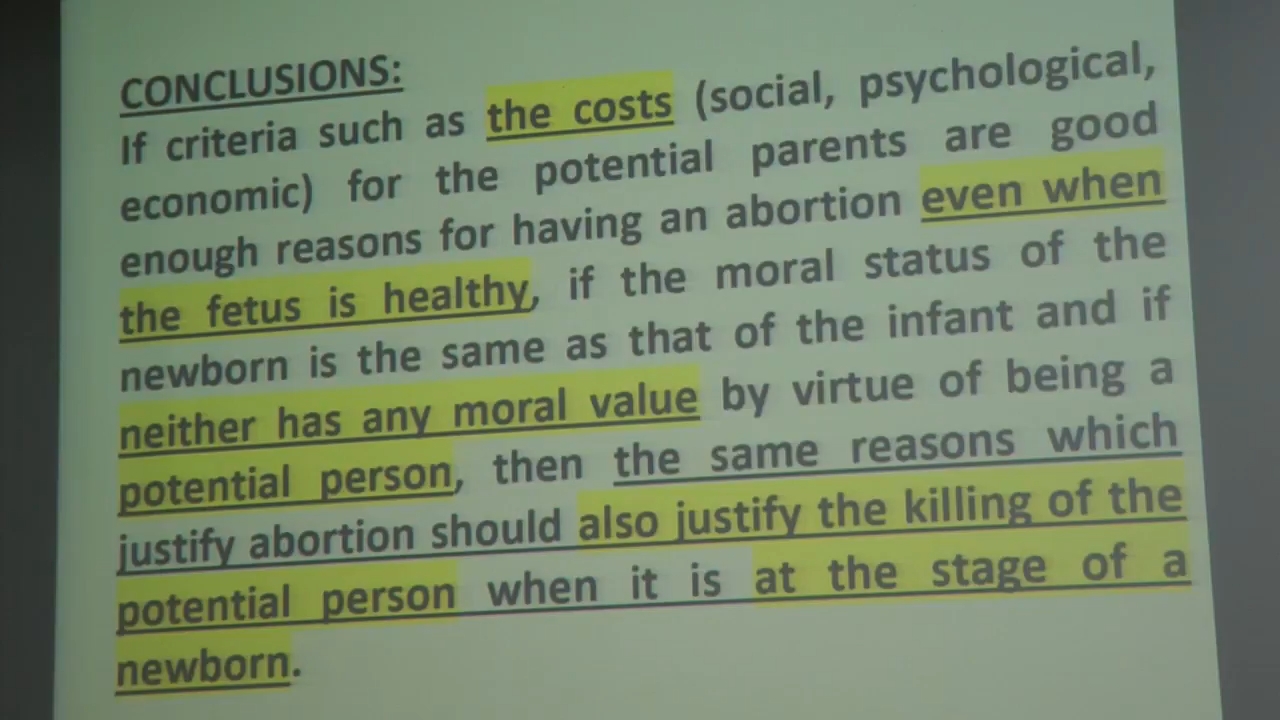 CONCLUSIONS:
If criteria such as the costs (social, psychological,
economic) for the potential parents are good
enough reasons for having an abortion even when
the fetus is healthy, if the moral status of the
newborn is the same as that of the infant and if
neither has any moral value by virtue of being a
potential person, then the same reasons which
justify abortion should also justify the killing of the
potential person when it is at the stage of a
newborn.